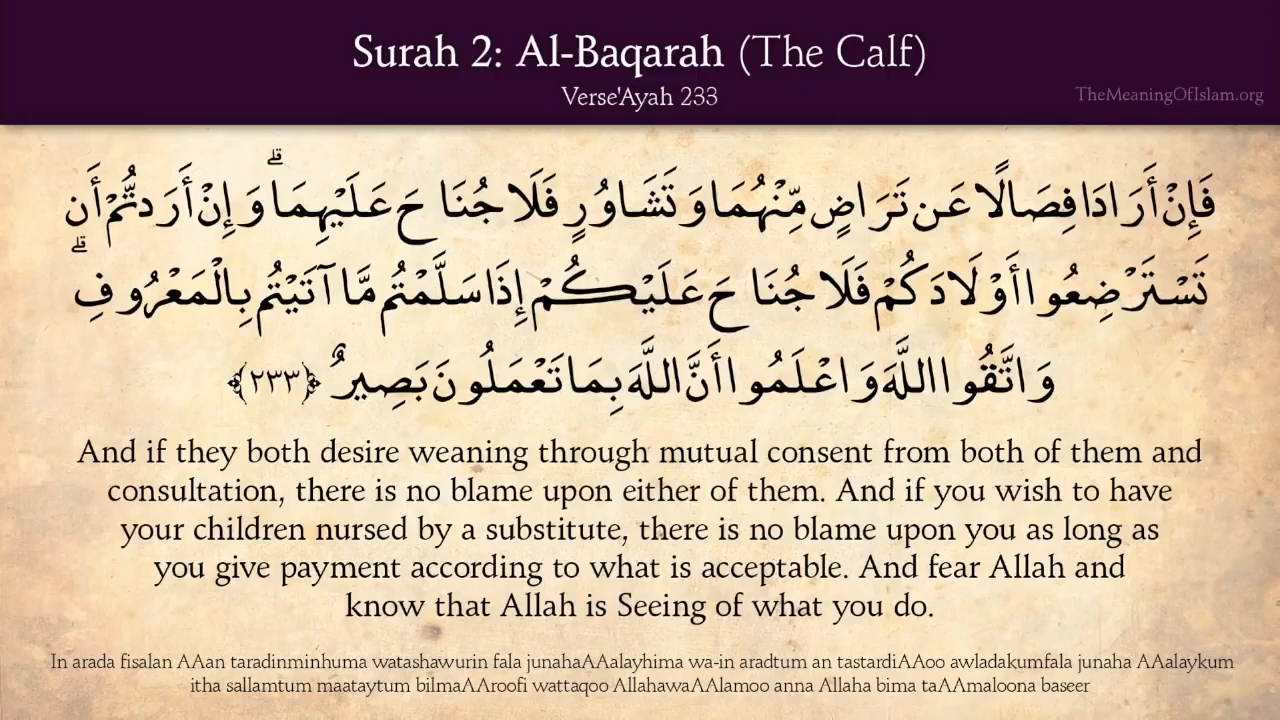 Surah 2: Al-Baqarah (The Calf)
Verse'Ayah 233
TheMeaningOfIslam.org
فَإِنْ أَرَادَا فِصَالًا عَن تَرَاضٍ مِّنْهُمَا وَتَشَاوُرٍ فَلَا جُنَاحَ عَلَيْهِمَا ۗ وَإِنْ أَرَدتُّمْ أَن
تَسْتَرْضِعُوا أَوْلَادَكُمْ فَلَا جُنَاحَ عَلَيْكُمْ إِذَا سَلَّمْتُم مَّا آتَيْتُم بِالْمَعْرُوفِ ۗ
وَاتَّقُوا اللَّهَ وَاعْلَمُوا أَنَّ اللَّهَ بِمَا تَعْمَلُونَ بَصِيرٌ ﴿٢٣٣﴾
And if they both desire weaning through mutual consent from both of them and
consultation, there is no blame upon either of them. And if you wish to have
your children nursed by a substitute, there is no blame upon you as long as
you give payment according to what is acceptable. And fear Allah and
know that Allah is Seeing of what you do.
In arada fisalan AAan taradinminhuma watashawurin fala junahaAAalayhima wa-in aradtum an tastardiAAoo awladakumfala junaha AAalaykum
itha sallamtum maataytum bilmaAAroofi wattaqoo AllahawaAAlamoo anna Allaha bima taAAmaloona baseer